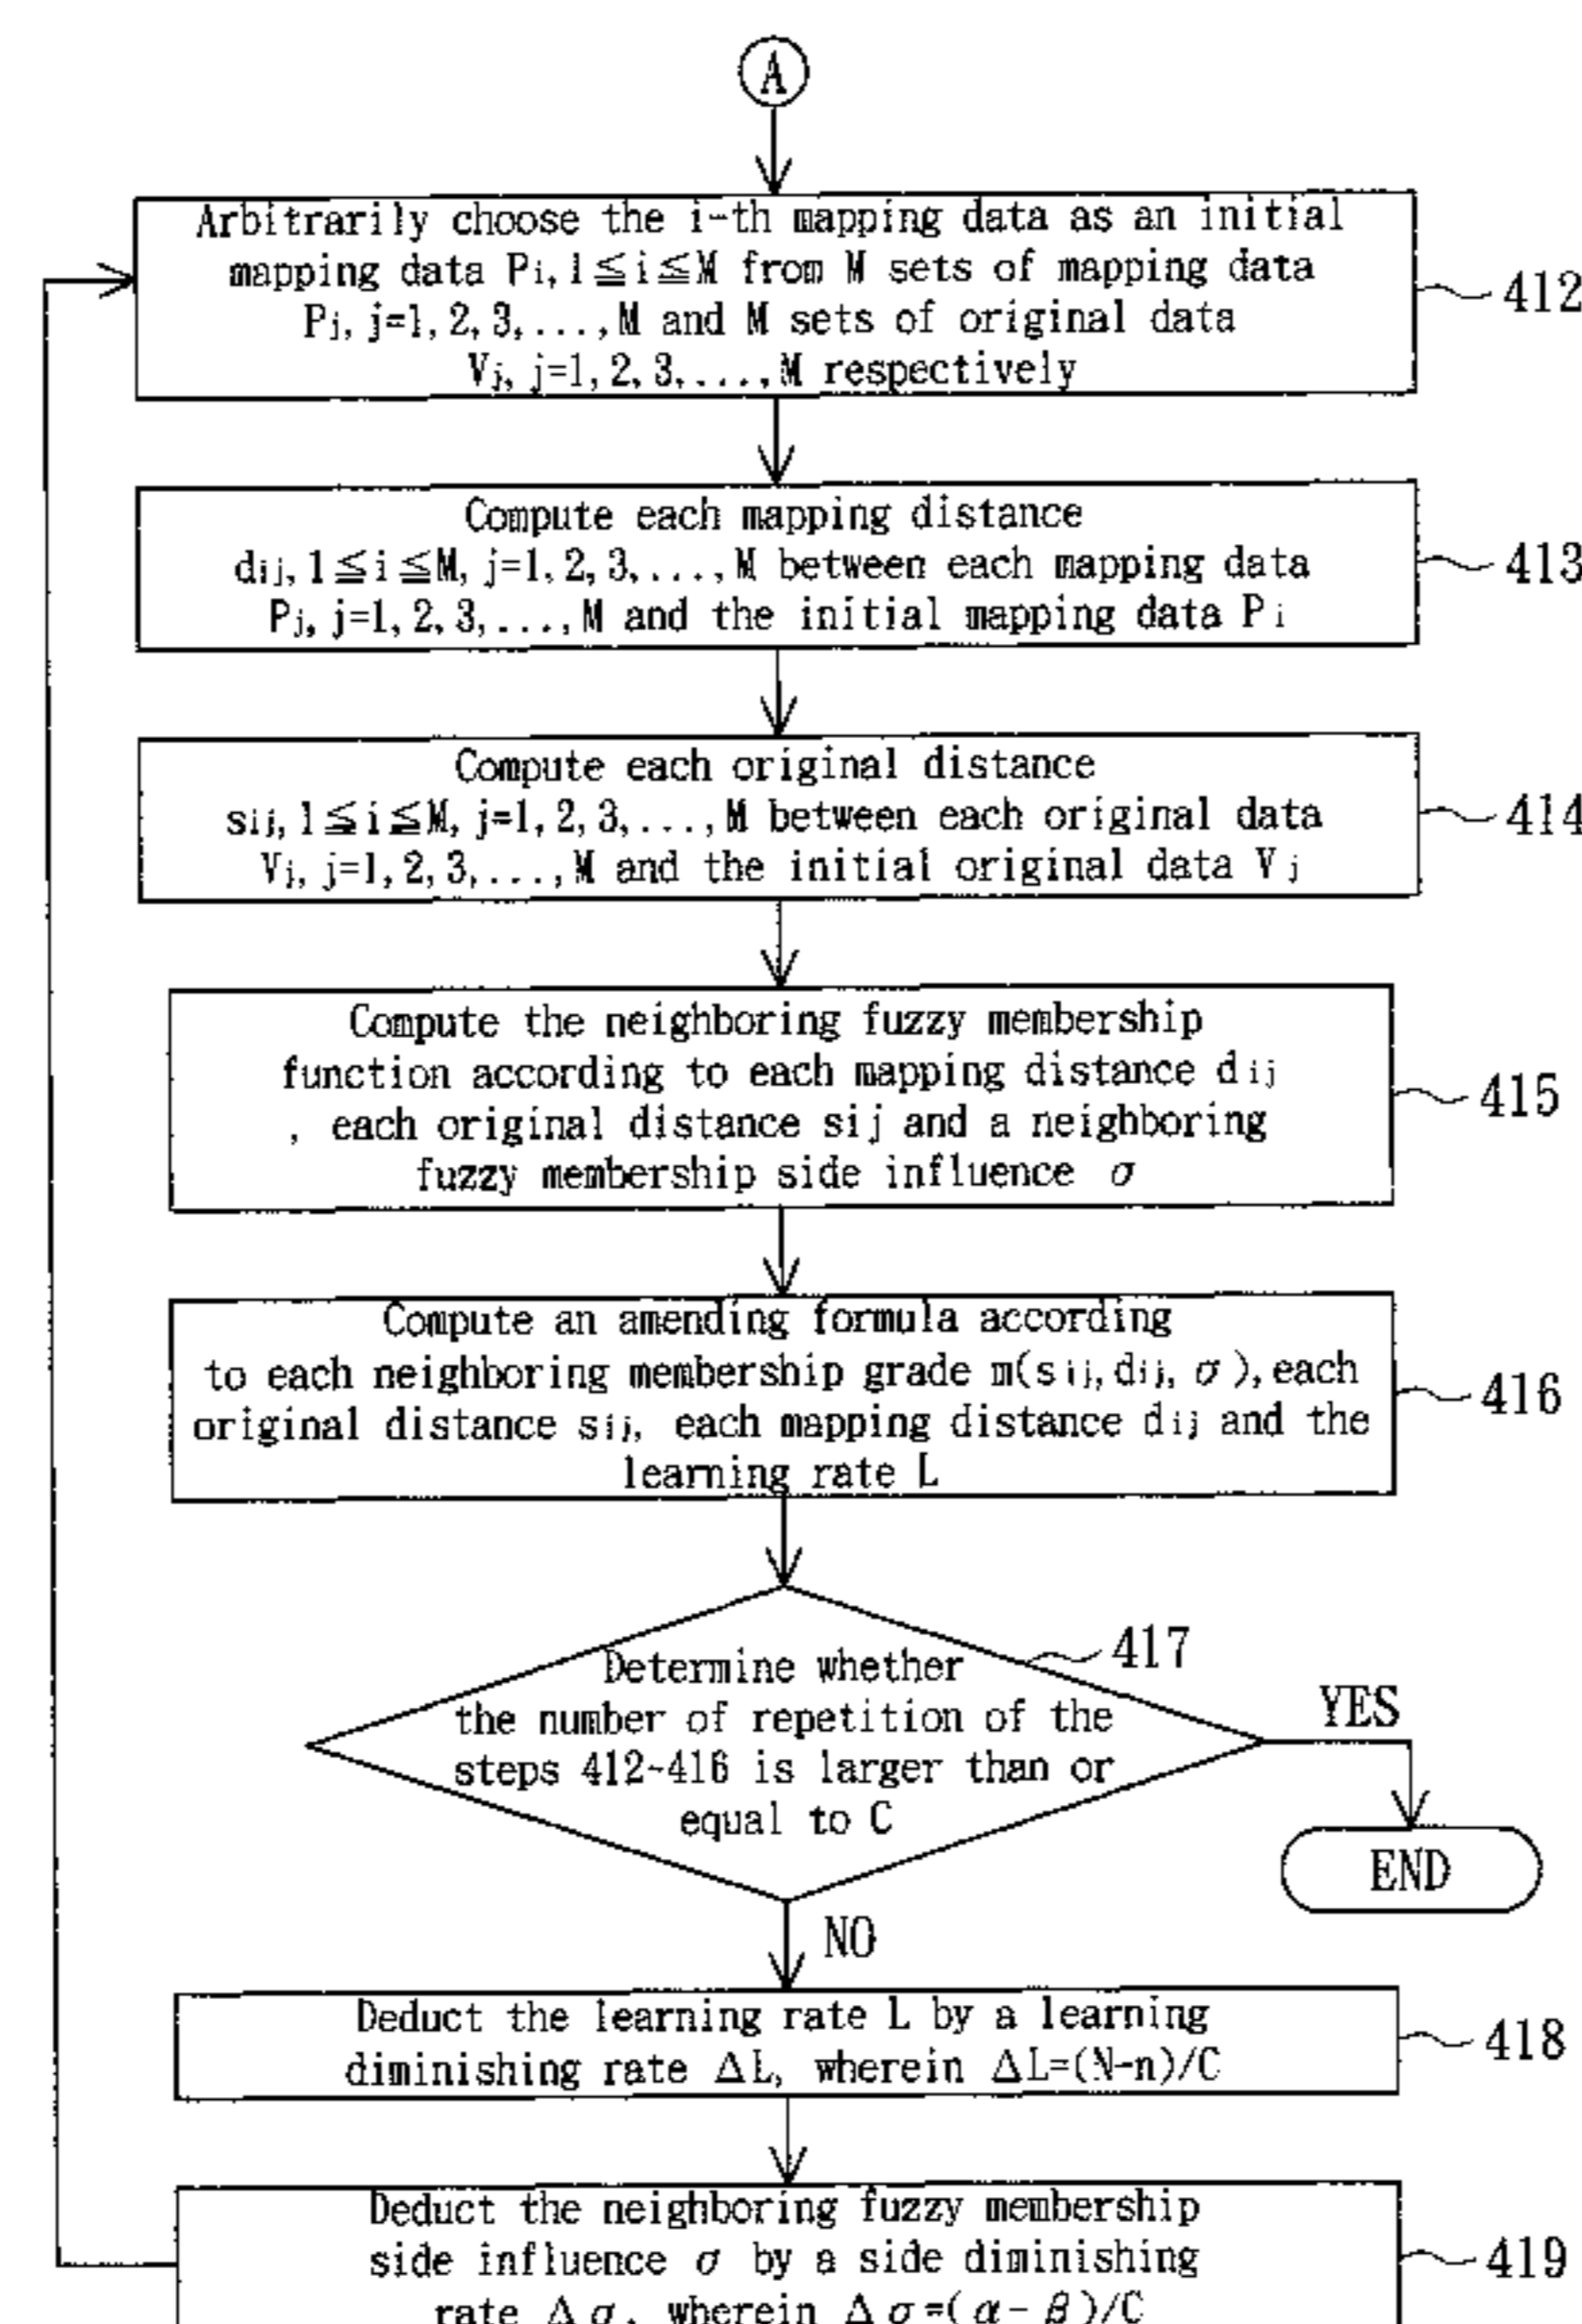 A
Arbitrarily choose the i-th mapping data as an initial
mapping data Pi, 1≦i≦M from M sets of mapping data
Pj, j=1, 2, 3, ..., M and M sets of original data
Vj, j=1, 2, 3, ..., M respectively
412
Compute each mapping distance
dij, 1≦i≦M, j=1, 2, 3, ..., M between each mapping data
Pj, j=1, 2, 3, ..., M and the initial mapping data Pi
413
Compute each original distance
sij, 1≦i≦M, j=1, 2, 3, ..., M between each original data
Vj, j=1, 2, 3, ..., M and the initial original data Vj
414
Compute the neighboring fuzzy membership
function according to each mapping distance dij
, each original distance sij and a neighboring
fuzzy membership side influence σ
415
Compute an amending formula according
to each neighboring membership grade m(sij, dij, σ), each
original distance sij, each mapping distance dij and the
learning rate L
416
Determine whether
the number of repetition of the
steps 412~416 is larger than or
equal to C
417
YES
END
NO
Deduct the learning rate L by a learning
diminishing rate ΔL, wherein ΔL=(N-n)/C
418
Deduct the neighboring fuzzy membership
side influence σ by a side diminishing
rate Δσ, wherein Δσ=(α-β)/C
419